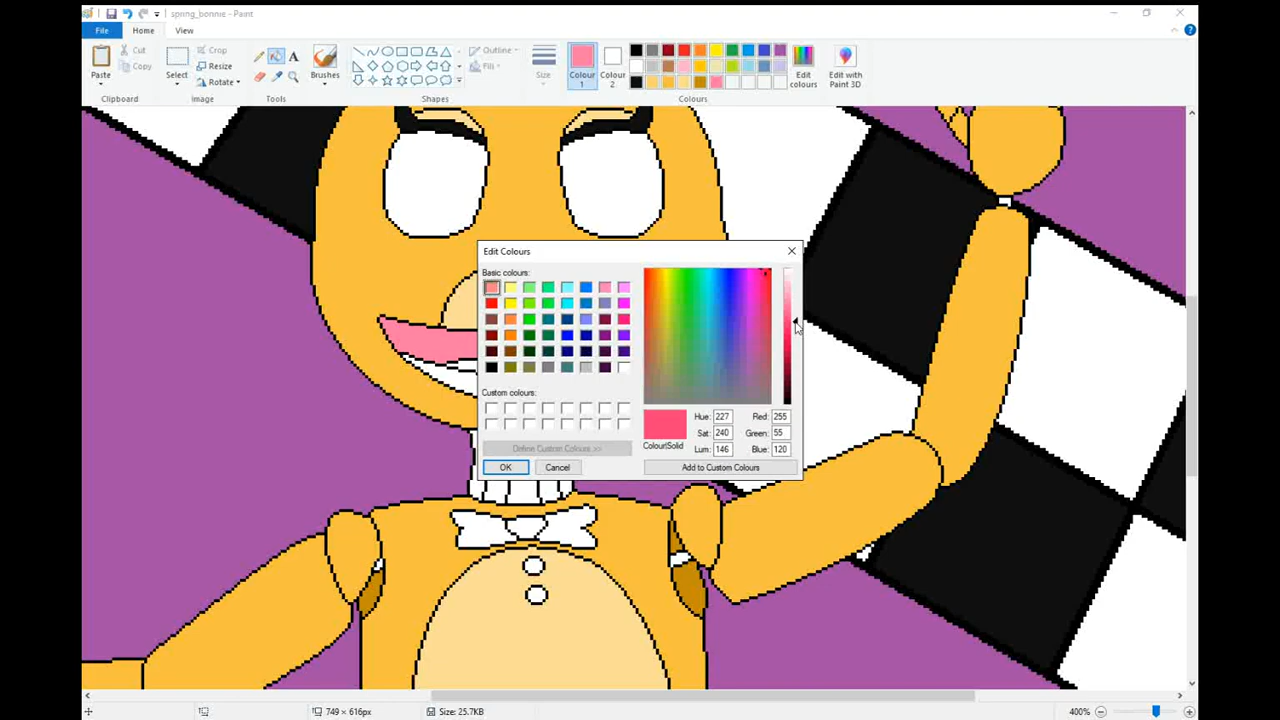 spring_bonnie - Paint
File Home View
Paste
Cut
Copy
Clipboard
Select
Crop
Resize
Rotate
Image
A
Tools
Brushes
Outline
Fill
Shapes
Size
Colour 1
Colour 2
Edit colours
Edit with Paint 3D
Colours
Edit Colours
Basic colours:
Custom colours:
Define Custom Colours >>
OK Cancel
Colour|Solid
Hue: 227 Red: 255
Sat: 240 Green: 55
Lum: 146 Blue: 120
Add to Custom Colours
749 × 616px Size: 25.7KB 400%